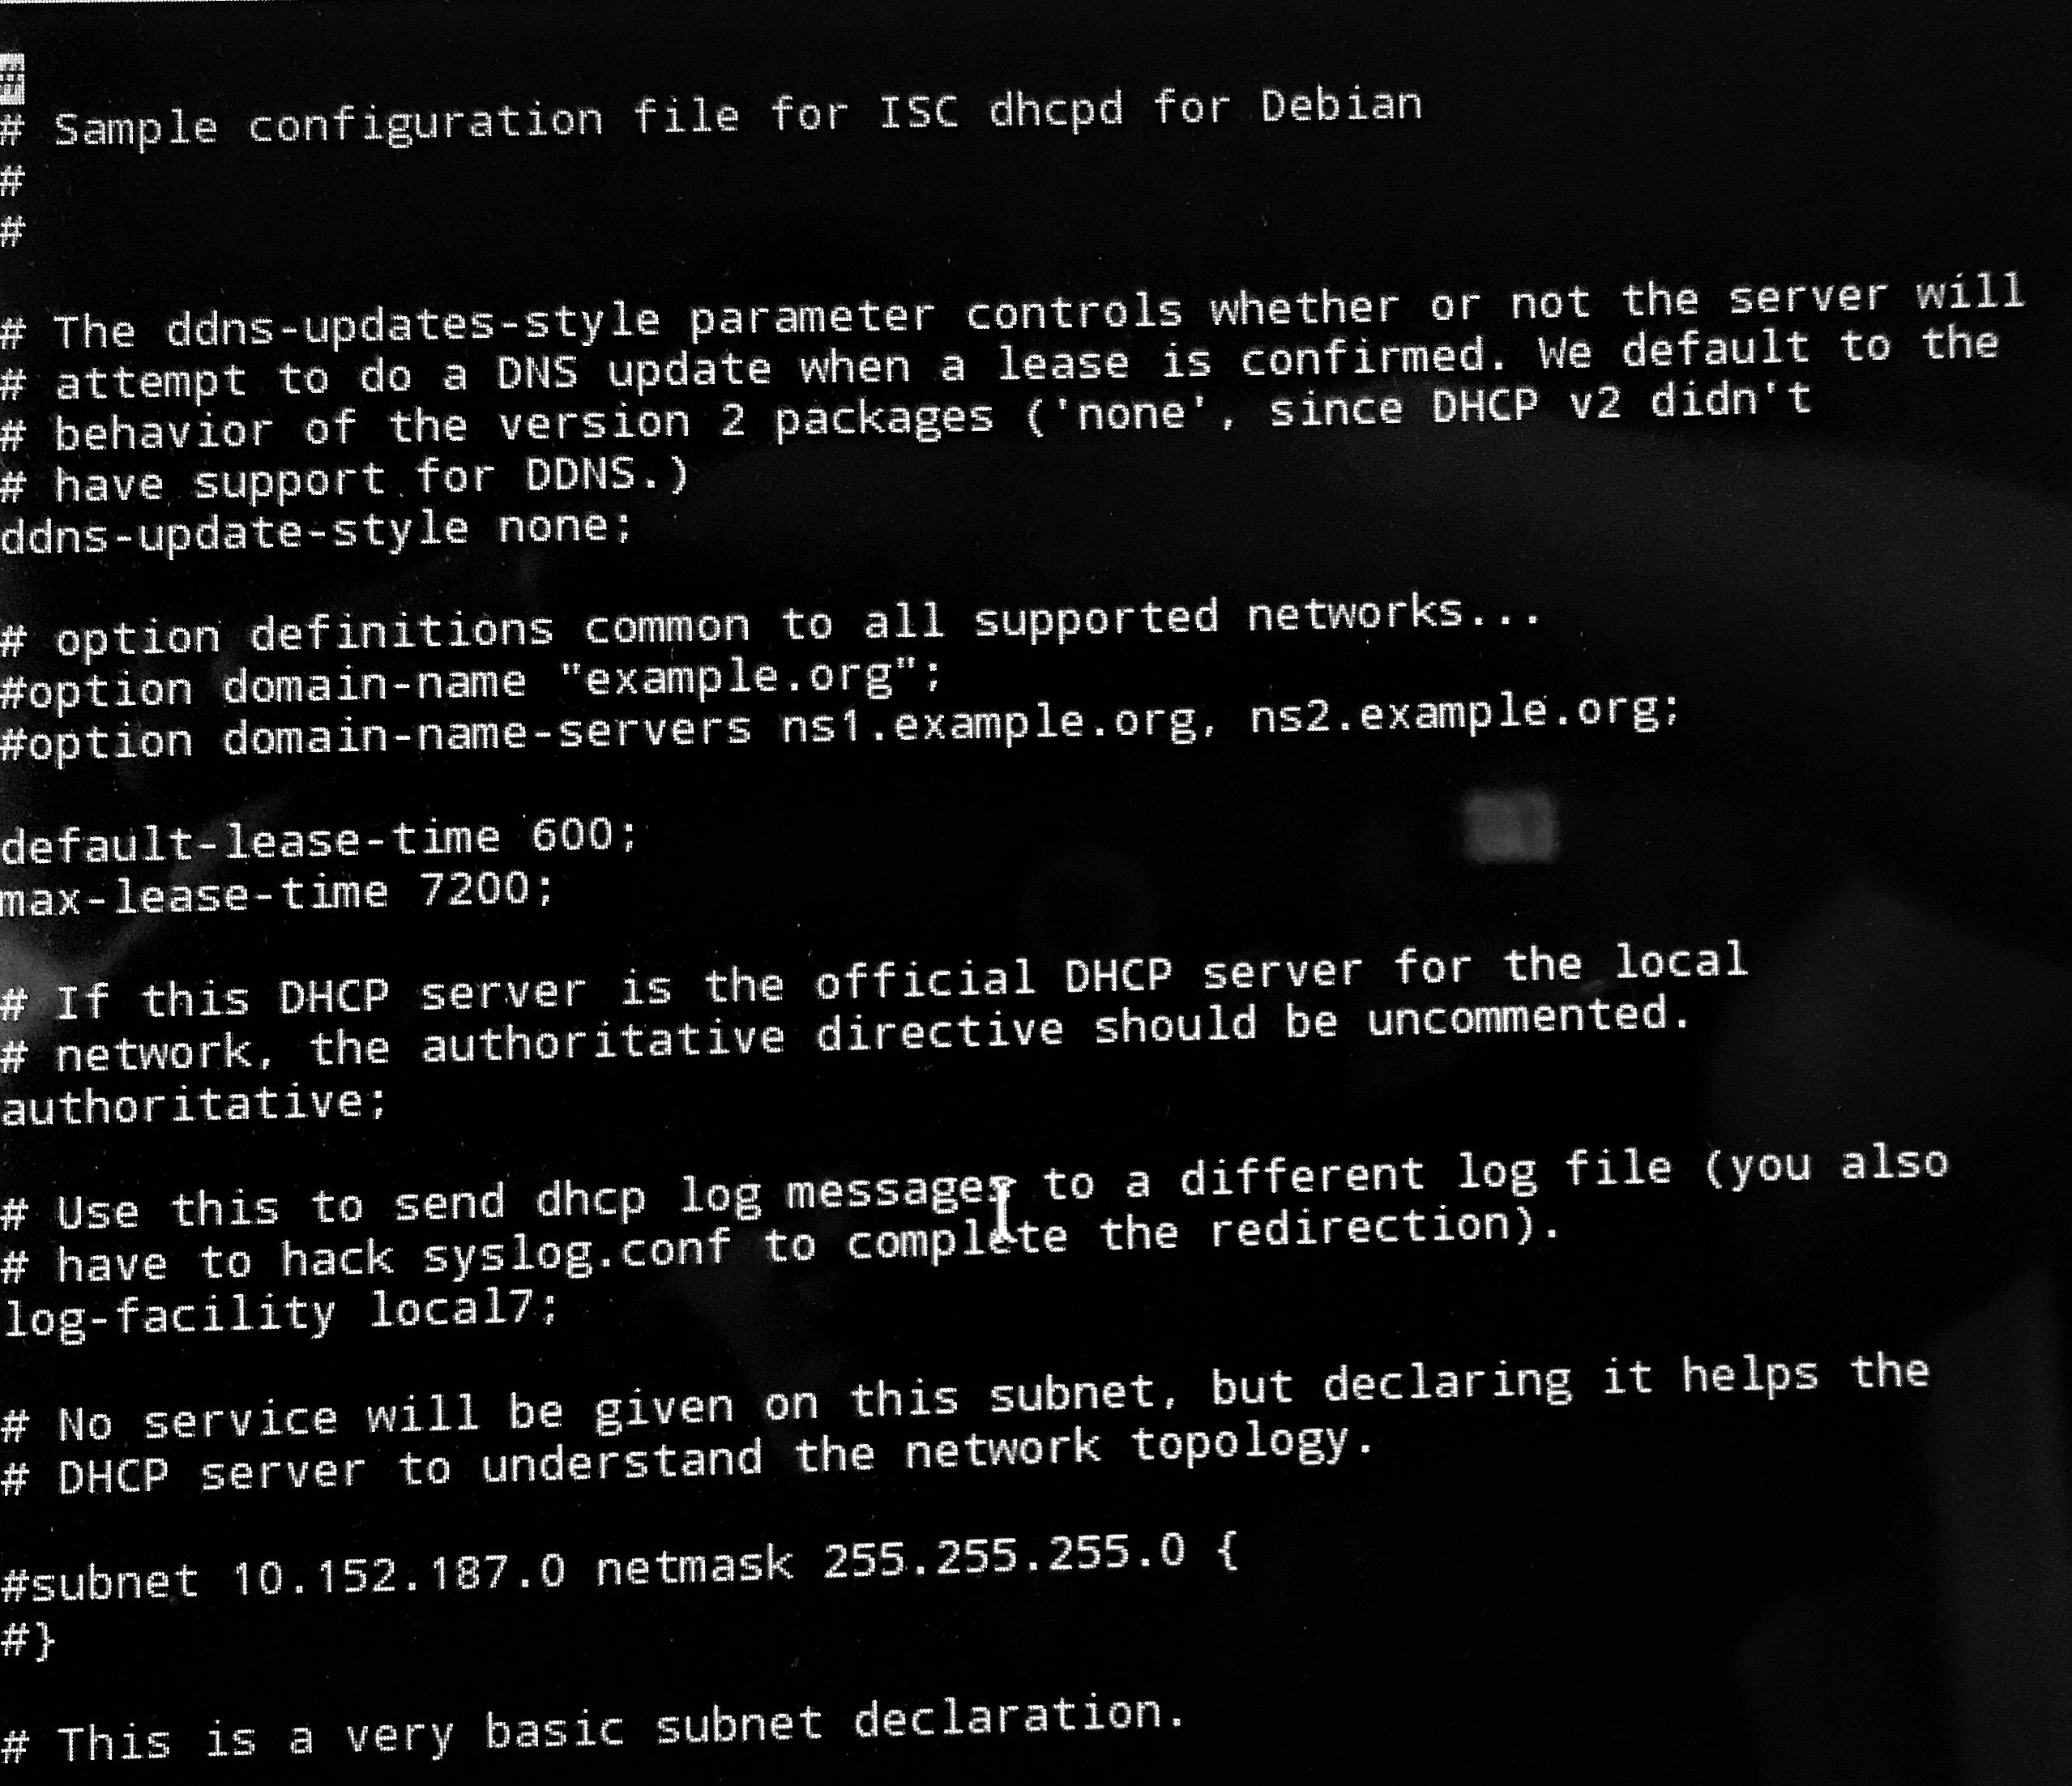 #
# Sample configuration file for ISC dhcpd for Debian
#
#
# The ddns-updates-style parameter controls whether or not the server will
# attempt to do a DNS update when a lease is confirmed. We default to the
# behavior of the version 2 packages ('none', since DHCP v2 didn't
# have support for DDNS.)
ddns-update-style none;
# option definitions common to all supported networks...
#option domain-name "example.org";
#option domain-name-servers ns1.example.org, ns2.example.org;
default-lease-time 600;
max-lease-time 7200;
# If this DHCP server is the official DHCP server for the local
# network, the authoritative directive should be uncommented.
authoritative;
# Use this to send dhcp log messages to a different log file (you also
# have to hack syslog.conf to complete the redirection).
log-facility local7;
# No service will be given on this subnet, but declaring it helps the
# DHCP server to understand the network topology.
#subnet 10.152.187.0 netmask 255.255.255.0 {
#}
# This is a very basic subnet declaration.